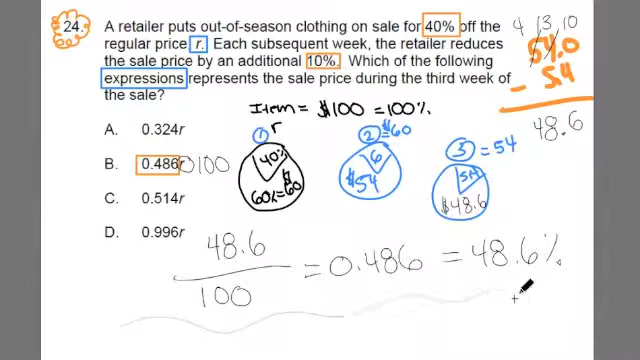 24. A retailer puts out-of-season clothing on sale for 40% off the
regular price r. Each subsequent week, the retailer reduces
the sale price by an additional 10%. Which of the following
expressions represents the sale price during the third week of
the sale?
4 13 10
54.0
- 5.4
48.6
Item = $100 = 100%
A. 0.324r
B. 0.486r 0100
C. 0.514r
D. 0.996r
1 r
40%
60% = $60
2 = $60
6
$54
3 = 54
5.4
$48.6
48.6
100
= 0.486 = 48.6%